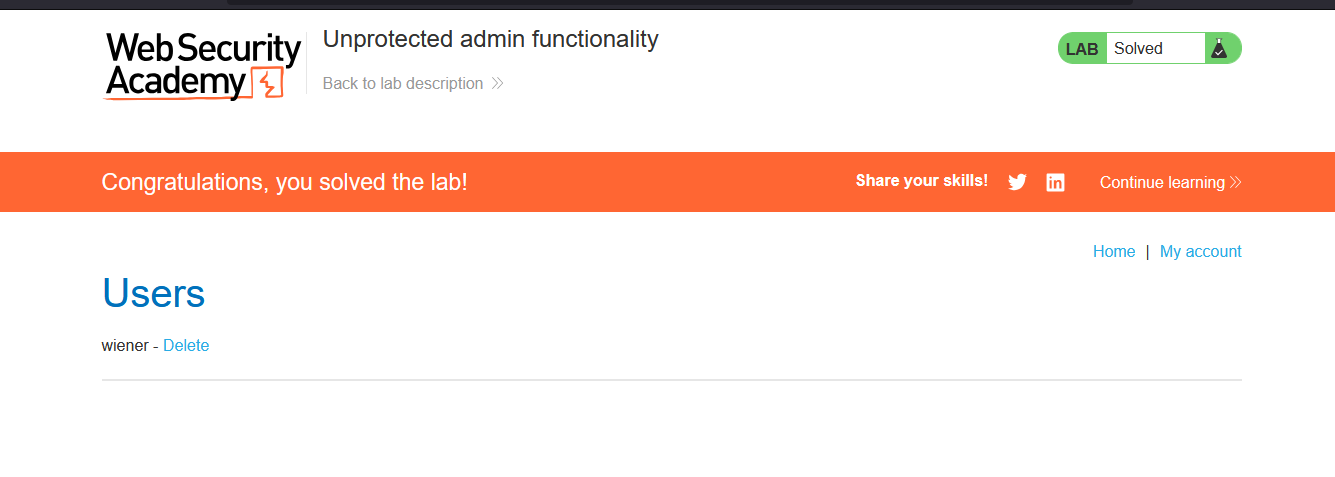 Web Security
Academy
Unprotected admin functionality
Back to lab description
LAB Solved
Congratulations, you solved the lab!
Share your skills!
in
Continue learning
Home | My account
Users
wiener - Delete